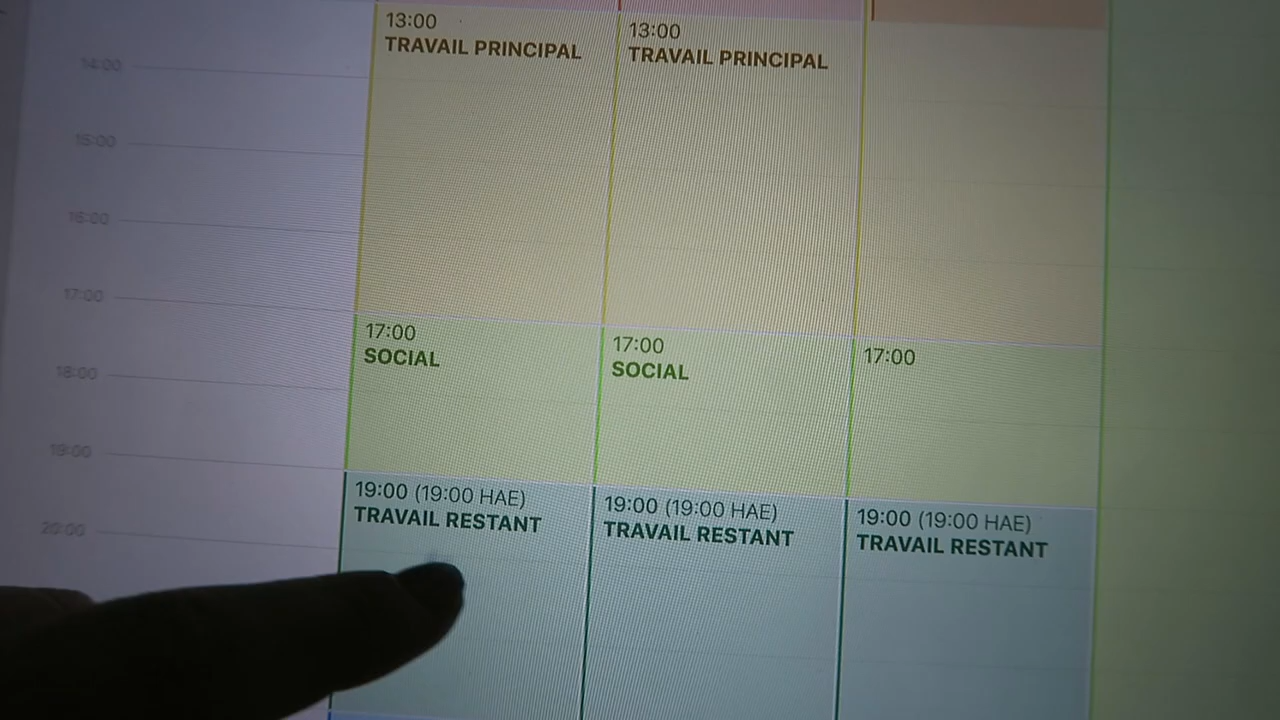 13:00
TRAVAIL PRINCIPAL
13:00
TRAVAIL PRINCIPAL
14:00
15:00
16:00
17:00
18:00
19:00
20:00
17:00
SOCIAL
17:00
SOCIAL
17:00
19:00 (19:00 HAE)
TRAVAIL RESTANT
19:00 (19:00 HAE)
TRAVAIL RESTANT
19:00 (19:00 HAE)
TRAVAIL RESTANT